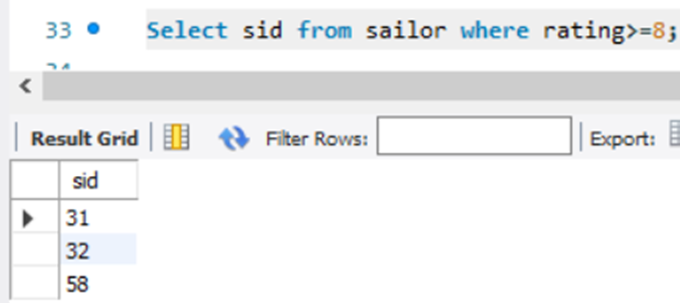 33 Select sid from sailor where rating>=8;
Result Grid Filter Rows: Export:
sid
31
32
58